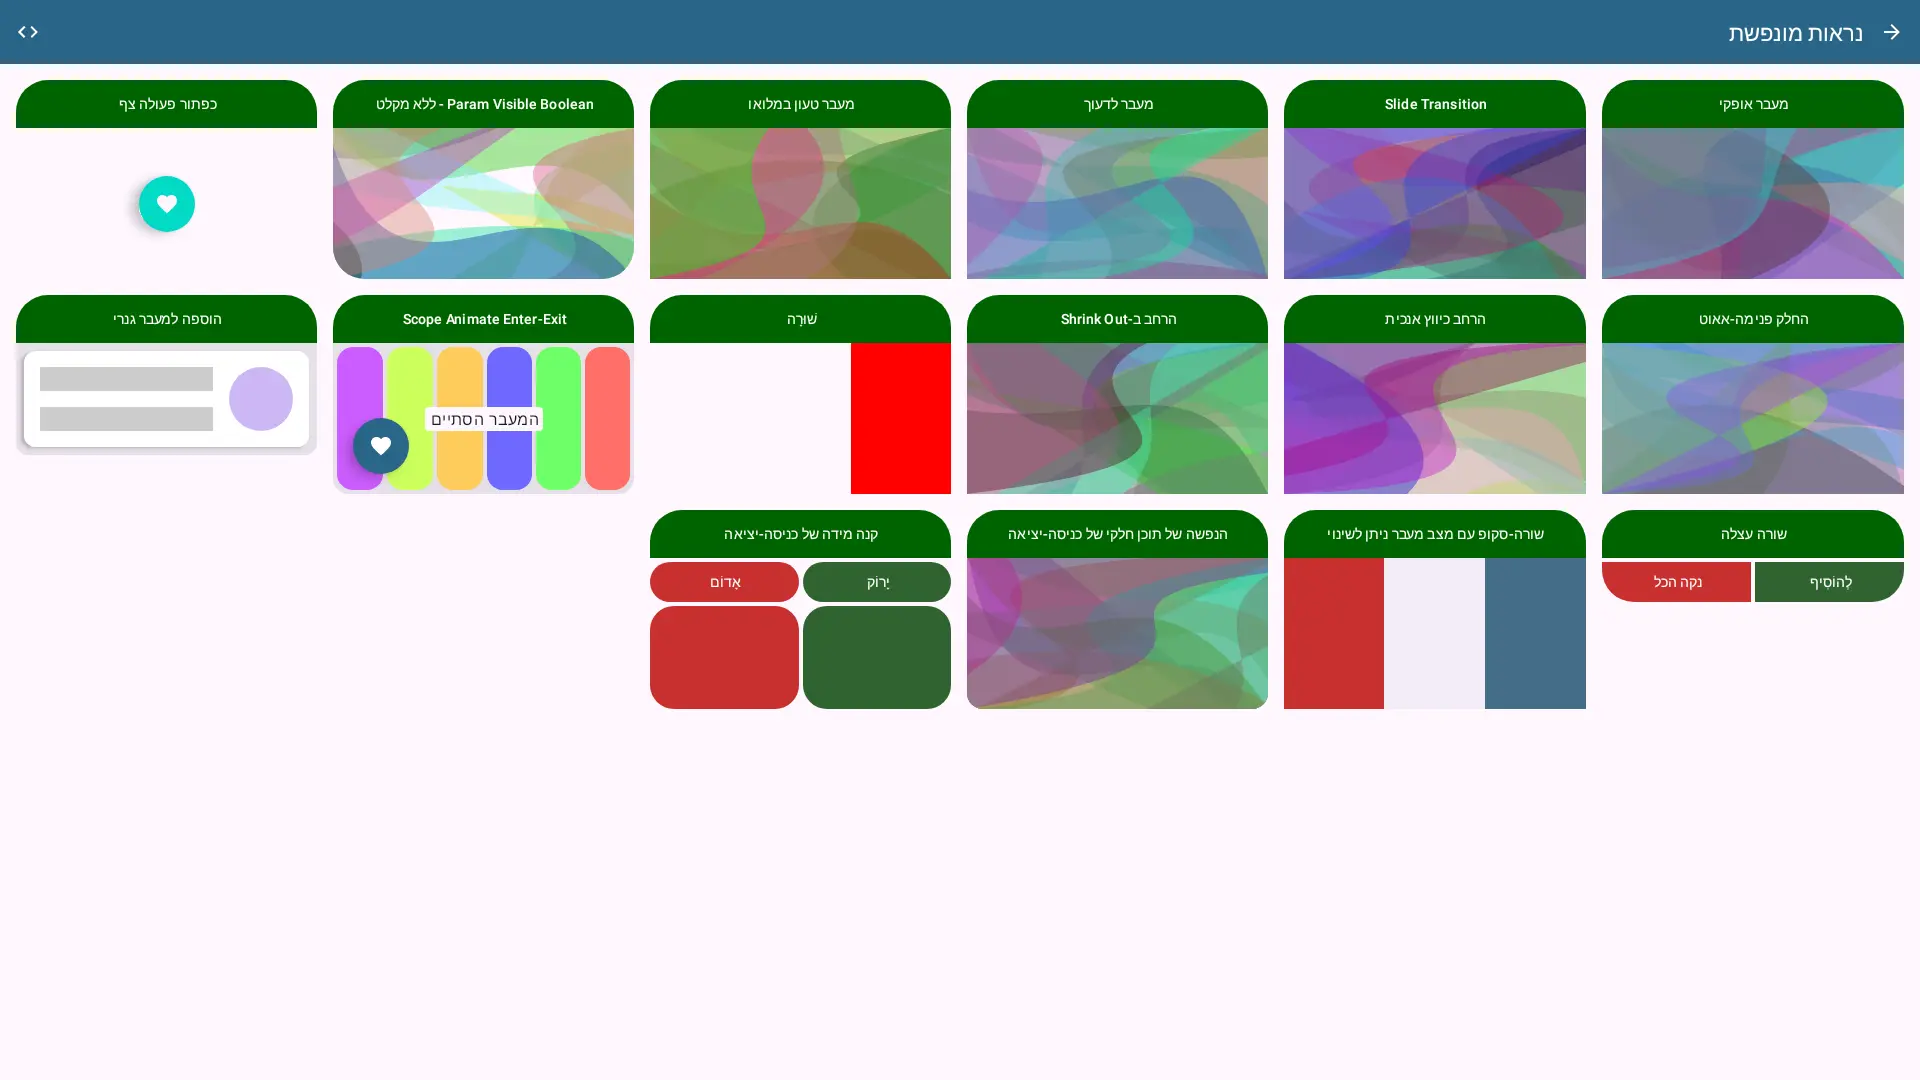 נראות מונפשת
מעבר אופקי
Slide Transition
מעבר לדעוך
מעבר טעון במלואו
ללא מקלט - Param Visible Boolean
כפתור פעולה צף
החלק פנימה-אאוט
הרחב כיווץ אנכית
הרחב ב-Shrink Out
שׁוּרָה
Scope Animate Enter-Exit
המעבר הסתיים
הוספה למעבר גנרי
שורה עצלה
לְהוֹסִיף
נקה הכל
שורה-סקופ עם מצב מעבר ניתן לשינוי
הנפשה של תוכן חלקי של כניסה-יציאה
קנה מידה של כניסה-יציאה
יָרוֹק
אָדוֹם